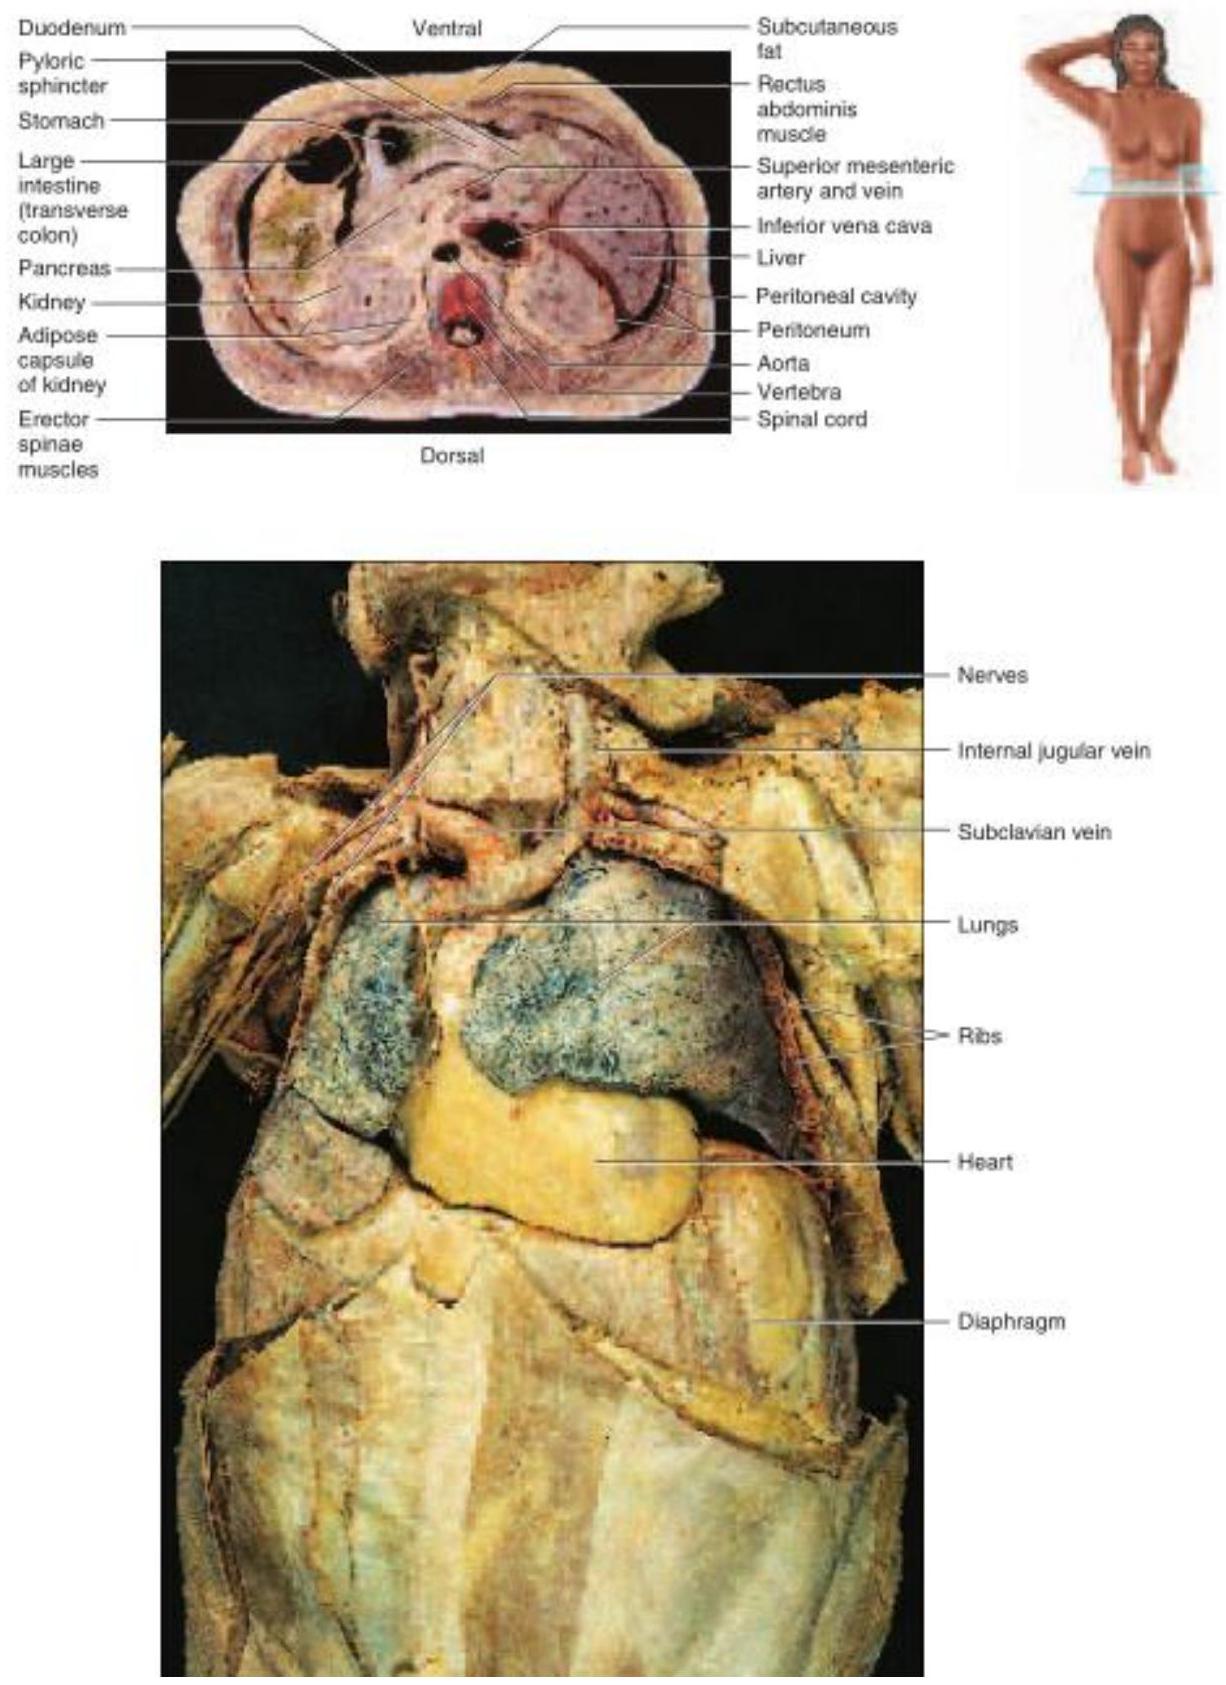 Ventral
Duodenum
Pyloric
sphincter
Stomach
Large
intestine
(transverse
colon)
Pancreas
Kidney
Adipose
capsule
of kidney
Erector
spinae
muscles
Subcutaneous
fat
Rectus
abdominis
muscle
Superior mesenteric
artery and vein
Inferior vena cava
Liver
Peritoneal cavity
Peritoneum
Aorta
Vertebra
Spinal cord
Dorsal
Nerves
Internal jugular vein
Subclavian vein
Lungs
Ribs
Heart
Diaphragm